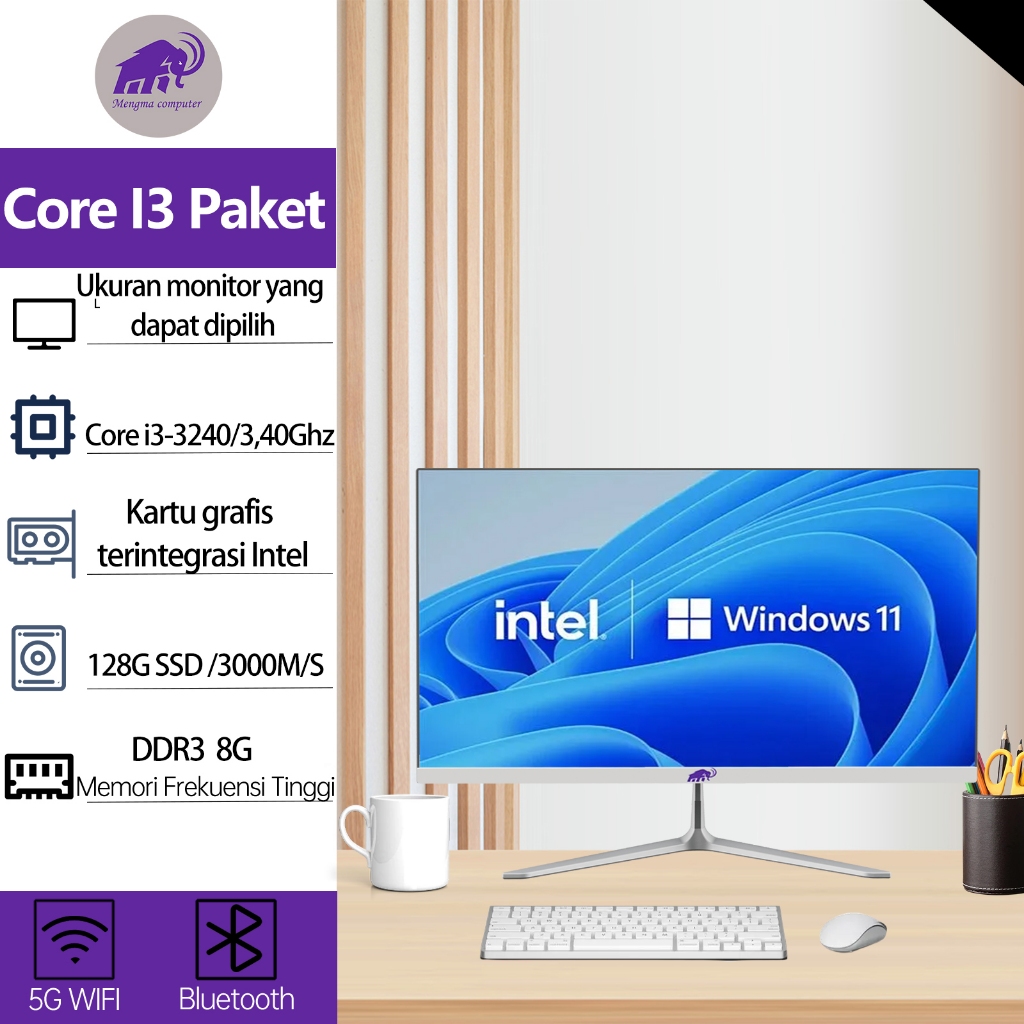 Mengma computer
Core I3 Paket
Ukuran monitor yang
L
dapat dipilih
Core i3-3240/3,40Ghz
Kartu grafis
terintegrasi Intel
128G SSD /3000M/S
DDR3 8G
Memori Frekuensi Tinggi
5G WIFI
Bluetooth
intel.
Windows 11